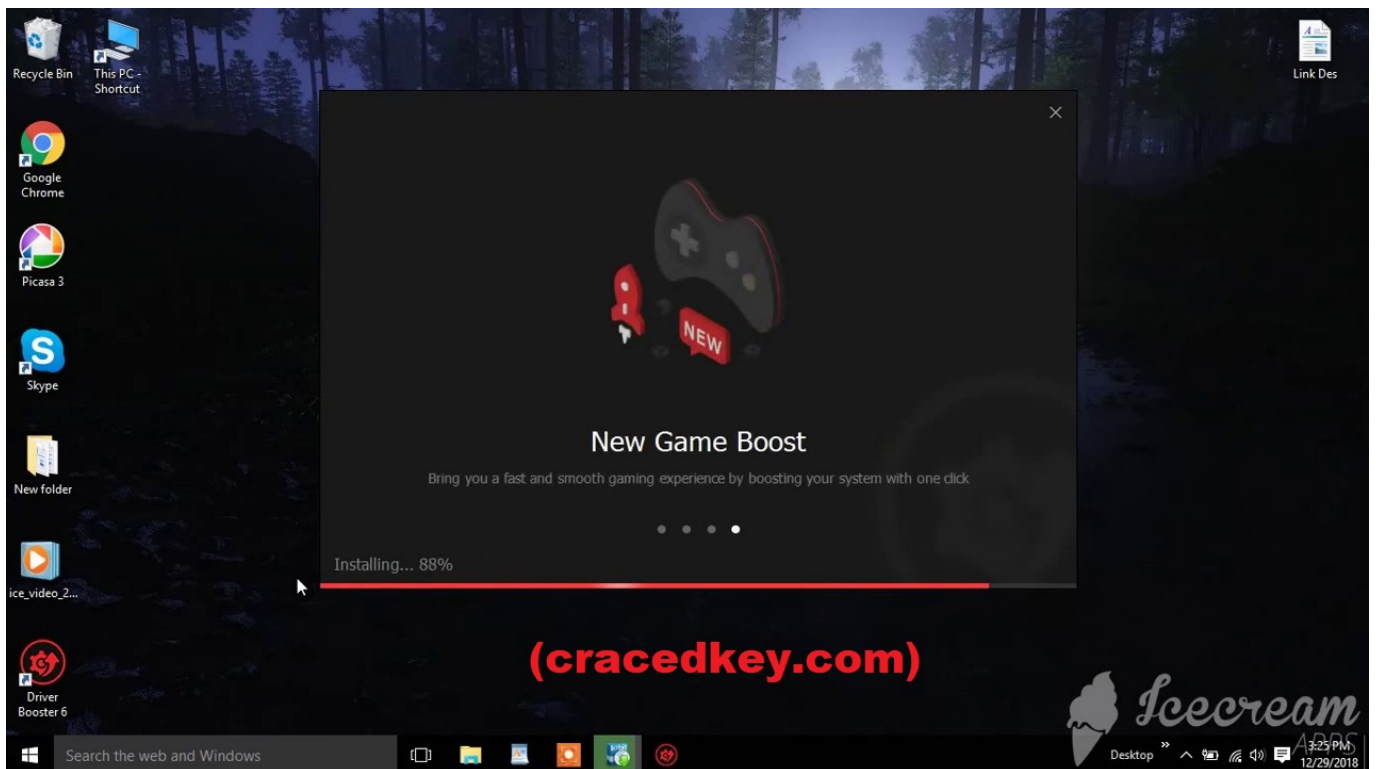 Recycle Bin
This PC -
Shortcut
Link Des
Google
Chrome
Picasa 3
Skype
New folder
ice_video_2...
Driver
Booster 6
NEW
New Game Boost
Bring you a fast and smooth gaming experience by boosting your system with one click
Installing... 88%
(cracedkey.com)
Icecream
APPS
Search the web and Windows
Desktop
3:25 PM
12/29/2018